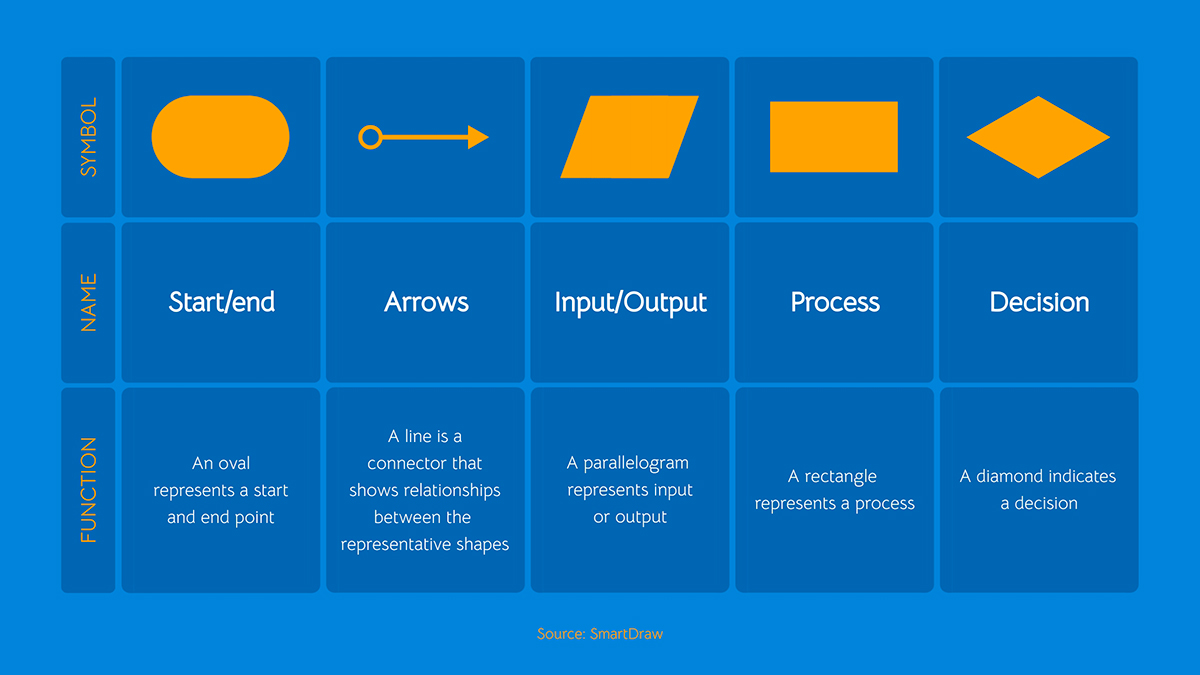 SYMBOL
NAME
Start/end
Arrows
Input/Output
Process
Decision
FUNCTION
An oval
represents a start
and end point
A line is a
connector that
shows relationships
between the
representative shapes
A parallelogram
represents input
or output
A rectangle
represents a process
A diamond indicates
a decision
Source: SmartDraw